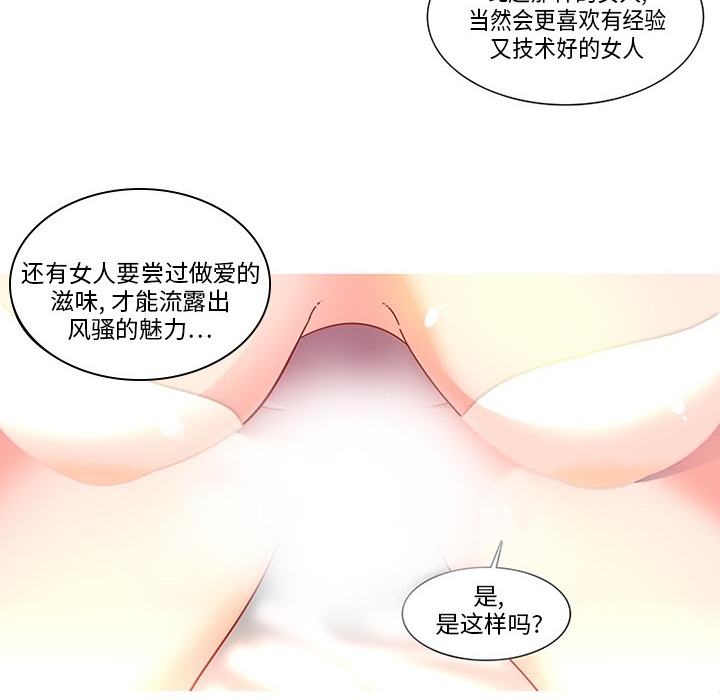 当然会更喜欢有经验
又技术好的女人
还有女人要尝过做爱的
滋味, 才能流露出
风骚的魅力...
是,
是这样吗?